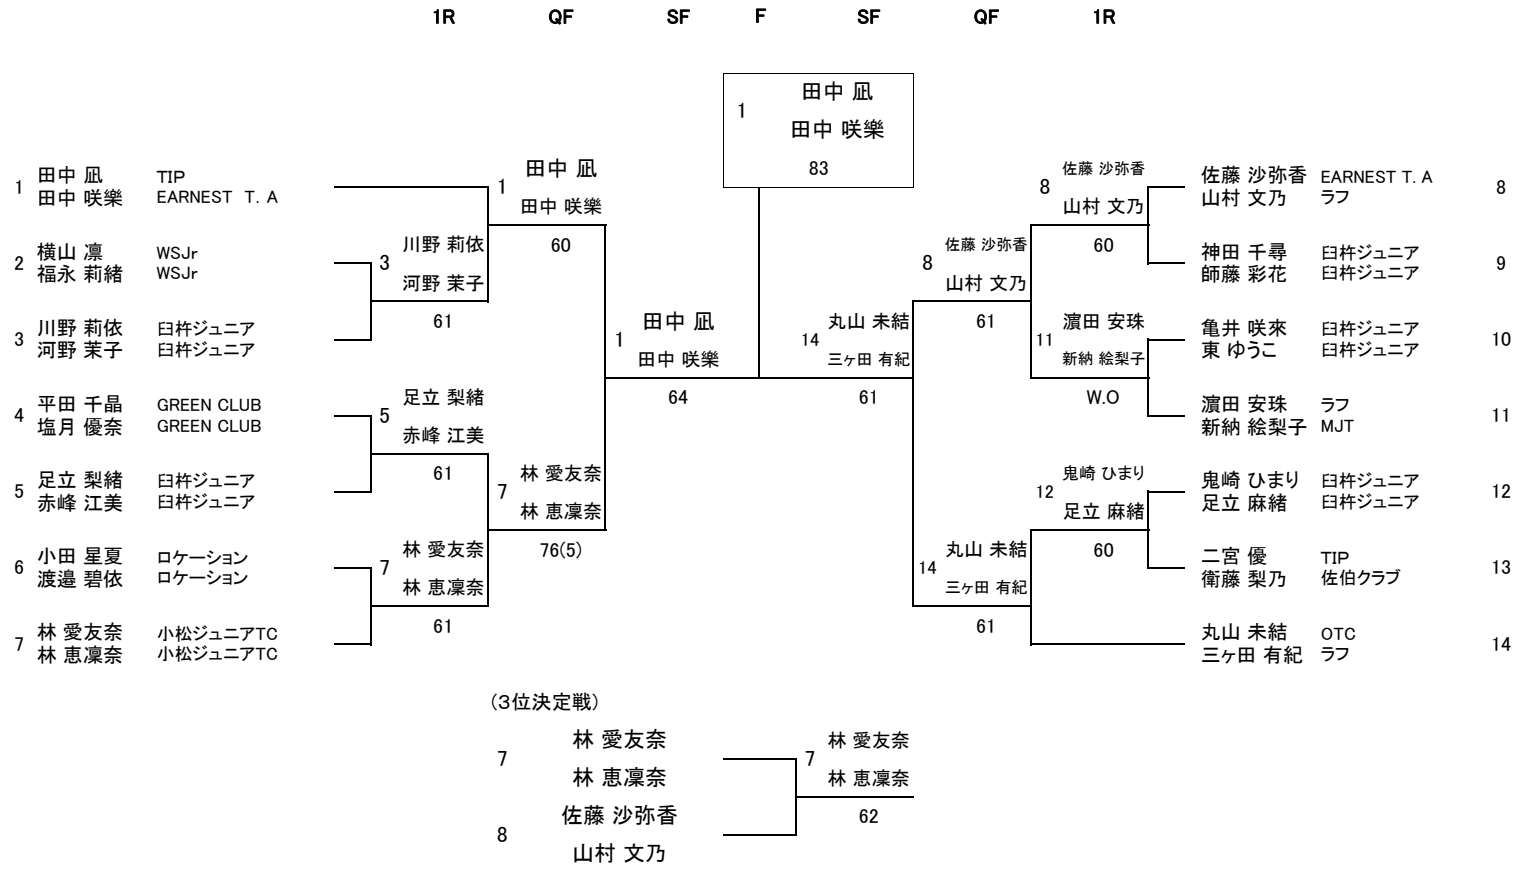 1R QF SF F SF QF 1R
1 田中 凪 田中 咲樂 83
1 田中 凪 TIP
田中 咲樂 EARNEST T. A
2 横山 凛 WSJr
福永 莉緒 WSJr
3 川野 莉依 臼杵ジュニア
河野 茉子 臼杵ジュニア
4 平田 千晶 GREEN CLUB
塩月 優奈 GREEN CLUB
5 足立 梨緒 臼杵ジュニア
赤峰 江美 臼杵ジュニア
6 小田 星夏 ロケーション
渡邉 碧依 ロケーション
7 林 愛友奈 小松ジュニアTC
林 恵凜奈 小松ジュニアTC
3 川野 莉依
河野 茉子
61
5 足立 梨緒
赤峰 江美
61
7 林 愛友奈
林 恵凜奈
61
1 田中 凪
田中 咲樂
60
7 林 愛友奈
林 恵凜奈
76(5)
1 田中 凪
田中 咲樂
64
14 丸山 未結
三ヶ田 有紀
61
8 佐藤 沙弥香
山村 文乃
61
14 丸山 未結
三ヶ田 有紀
61
8 佐藤 沙弥香
山村 文乃
60
11 濵田 安珠
新納 絵梨子
W.O
12 鬼崎 ひまり
足立 麻緒
60
佐藤 沙弥香 EARNEST T. A 8
山村 文乃 ラフ
神田 千尋 臼杵ジュニア 9
師藤 彩花 臼杵ジュニア
亀井 咲來 臼杵ジュニア 10
東 ゆうこ 臼杵ジュニア
濵田 安珠 ラフ 11
新納 絵梨子 MJT
鬼崎 ひまり 臼杵ジュニア 12
足立 麻緒 臼杵ジュニア
二宮 優 TIP 13
衛藤 梨乃 佐伯クラブ
丸山 未結 OTC 14
三ヶ田 有紀 ラフ
(3位決定戦)
7 林 愛友奈
林 恵凜奈
8 佐藤 沙弥香
山村 文乃
7 林 愛友奈
林 恵凜奈
62